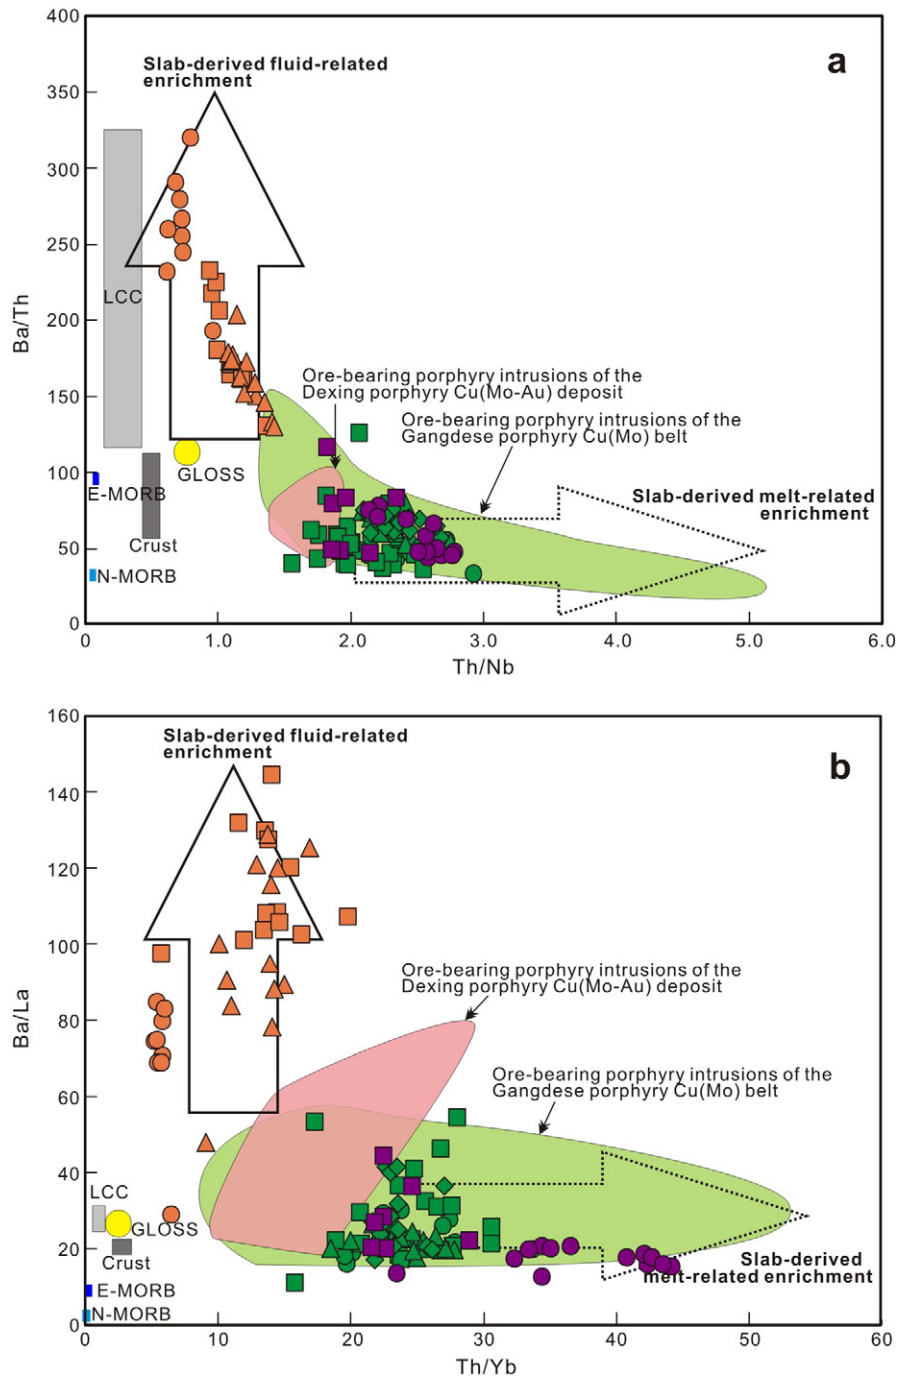 400
a
Slab-derived fluid-related
enrichment
350
300
LCC
250
200
Ba/Th
150
Ore-bearing porphyry intrusions of the
Dexing porphyry Cu(Mo-Au) deposit
Ore-bearing porphyry intrusions of the
Gangdese porphyry Cu(Mo) belt
GLOSS
100
E-MORB
Slab-derived melt-related
enrichment
Crust
50
N-MORB
0
0
1.0
2.0
3.0
4.0
5.0
6.0
Th/Nb
160
b
Slab-derived fluid-related
enrichment
140
120
100
Ba/La
Ore-bearing porphyry intrusions of the
Dexing porphyry Cu(Mo-Au) deposit
80
Ore-bearing porphyry intrusions of the
Gangdese porphyry Cu(Mo) belt
60
40
LCC
GLOSS
20
Crust
Slab-derived
melt-related enrichment
E-MORB
N-MORB
0
0
10
20
30
40
50
60
Th/Yb